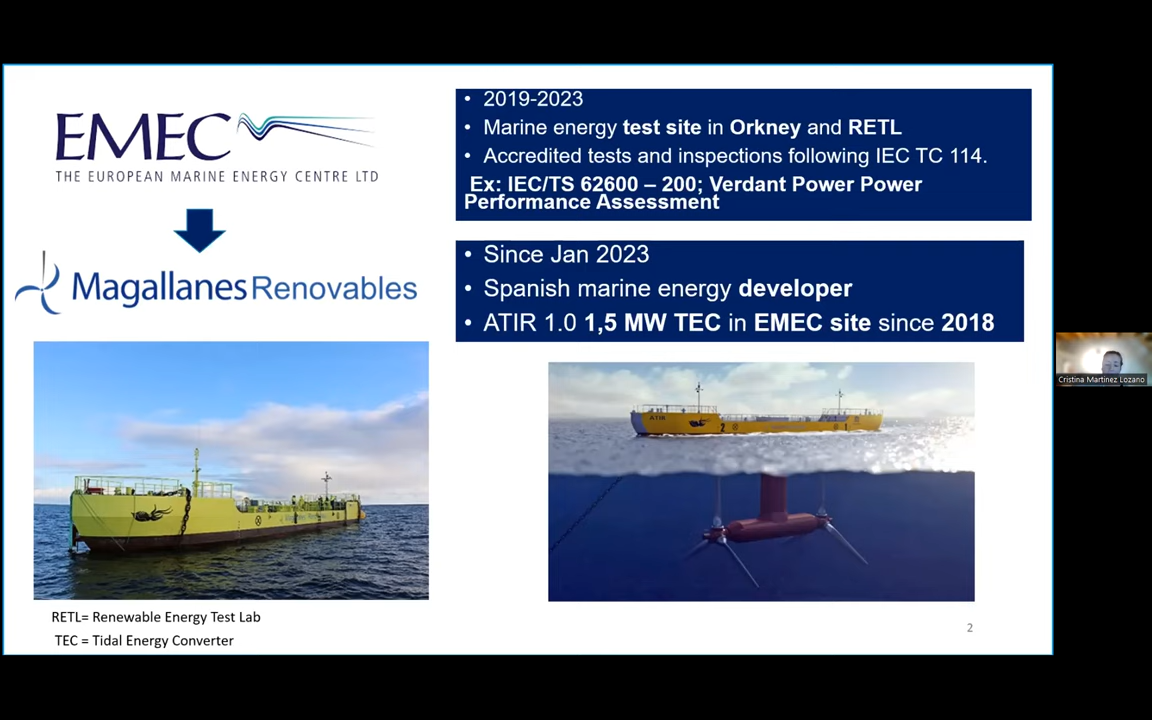 EMEC
THE EUROPEAN MARINE ENERGY CENTRE LTD
Magallanes Renovables
• 2019-2023
• Marine energy test site in Orkney and RETL
• Accredited tests and inspections following IEC TC 114.
Ex: IEC/TS 62600 – 200; Verdant Power Power
Performance Assessment
• Since Jan 2023
• Spanish marine energy developer
• ATIR 1.0 1,5 MW TEC in EMEC site since 2018
ATIR
2
1
RETL= Renewable Energy Test Lab
TEC = Tidal Energy Converter
2
Cristina Martinez Lozano